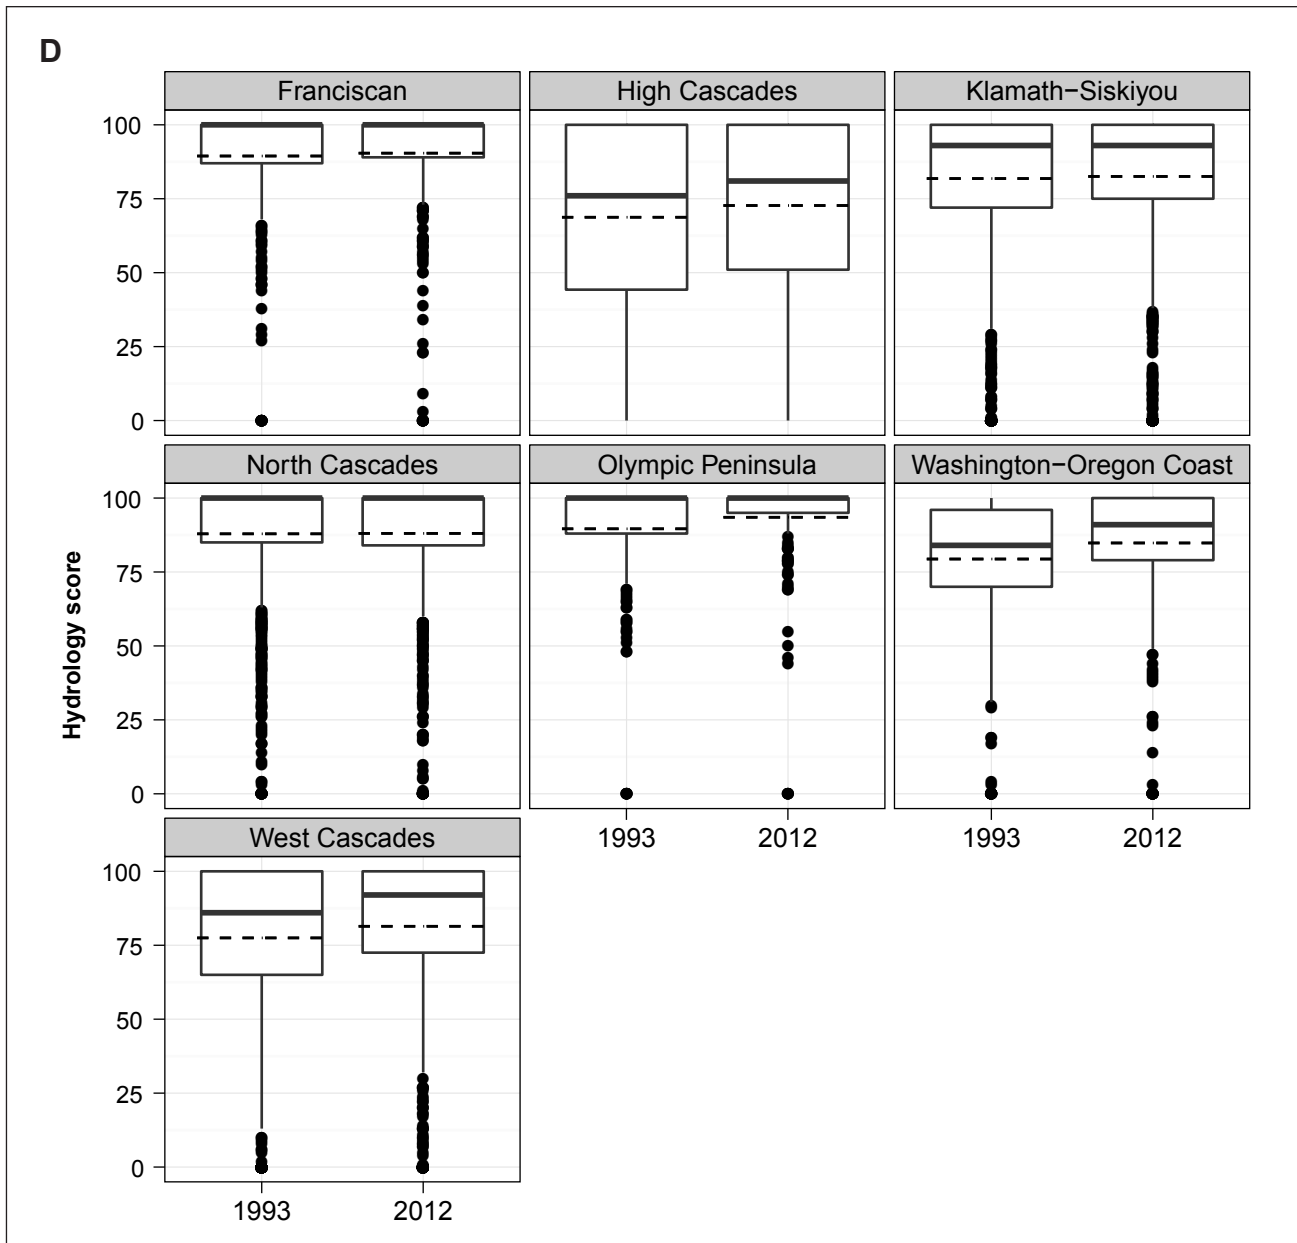 D
Franciscan
High Cascades
Klamath−Siskiyou
100
75
50
25
0
North Cascades
Olympic Peninsula
Washington−Oregon Coast
Hydrology score
100
75
50
25
0
1993
2012
1993
2012
West Cascades
100
75
50
25
0
1993
2012